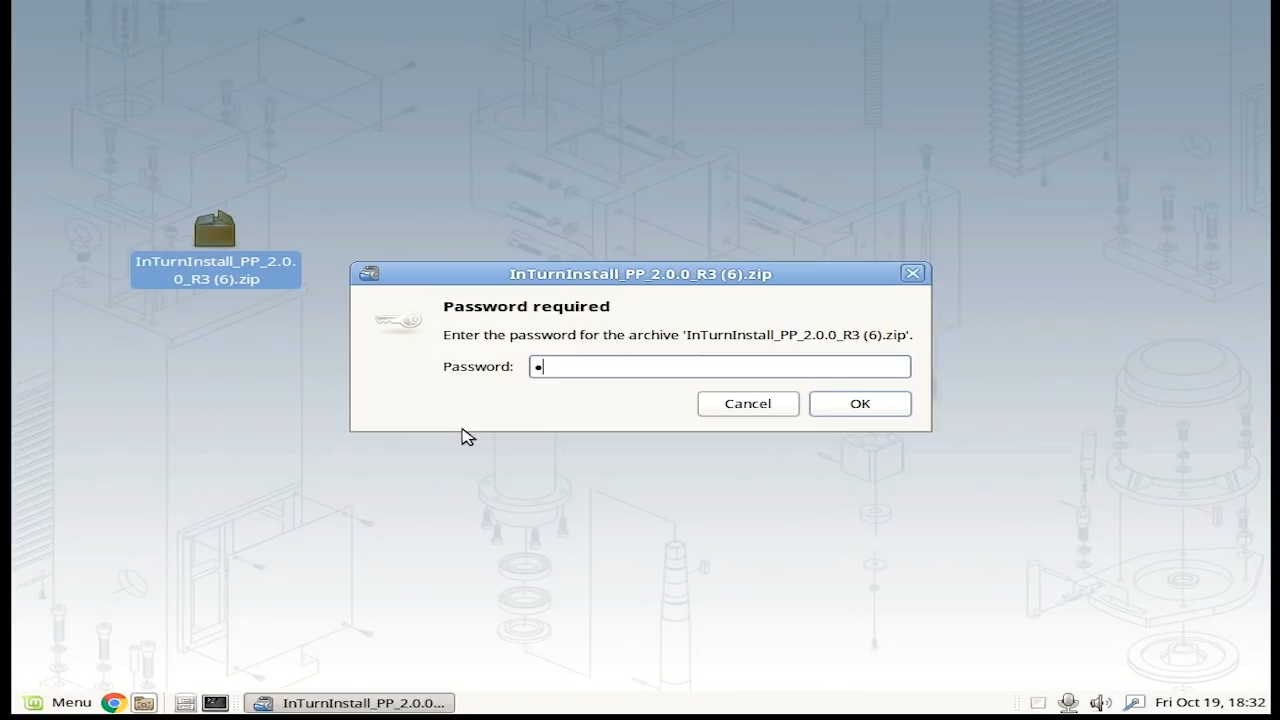 InTurnInstall_PP_2.0.
0_R3 (6).zip
InTurnInstall_PP_2.0.0_R3 (6).zip
Password required
Enter the password for the archive 'InTurnInstall_PP_2.0.0_R3 (6).zip'.
Password:
Cancel OK
Menu InTurnInstall_PP_2.0.0... Fri Oct 19, 18:32